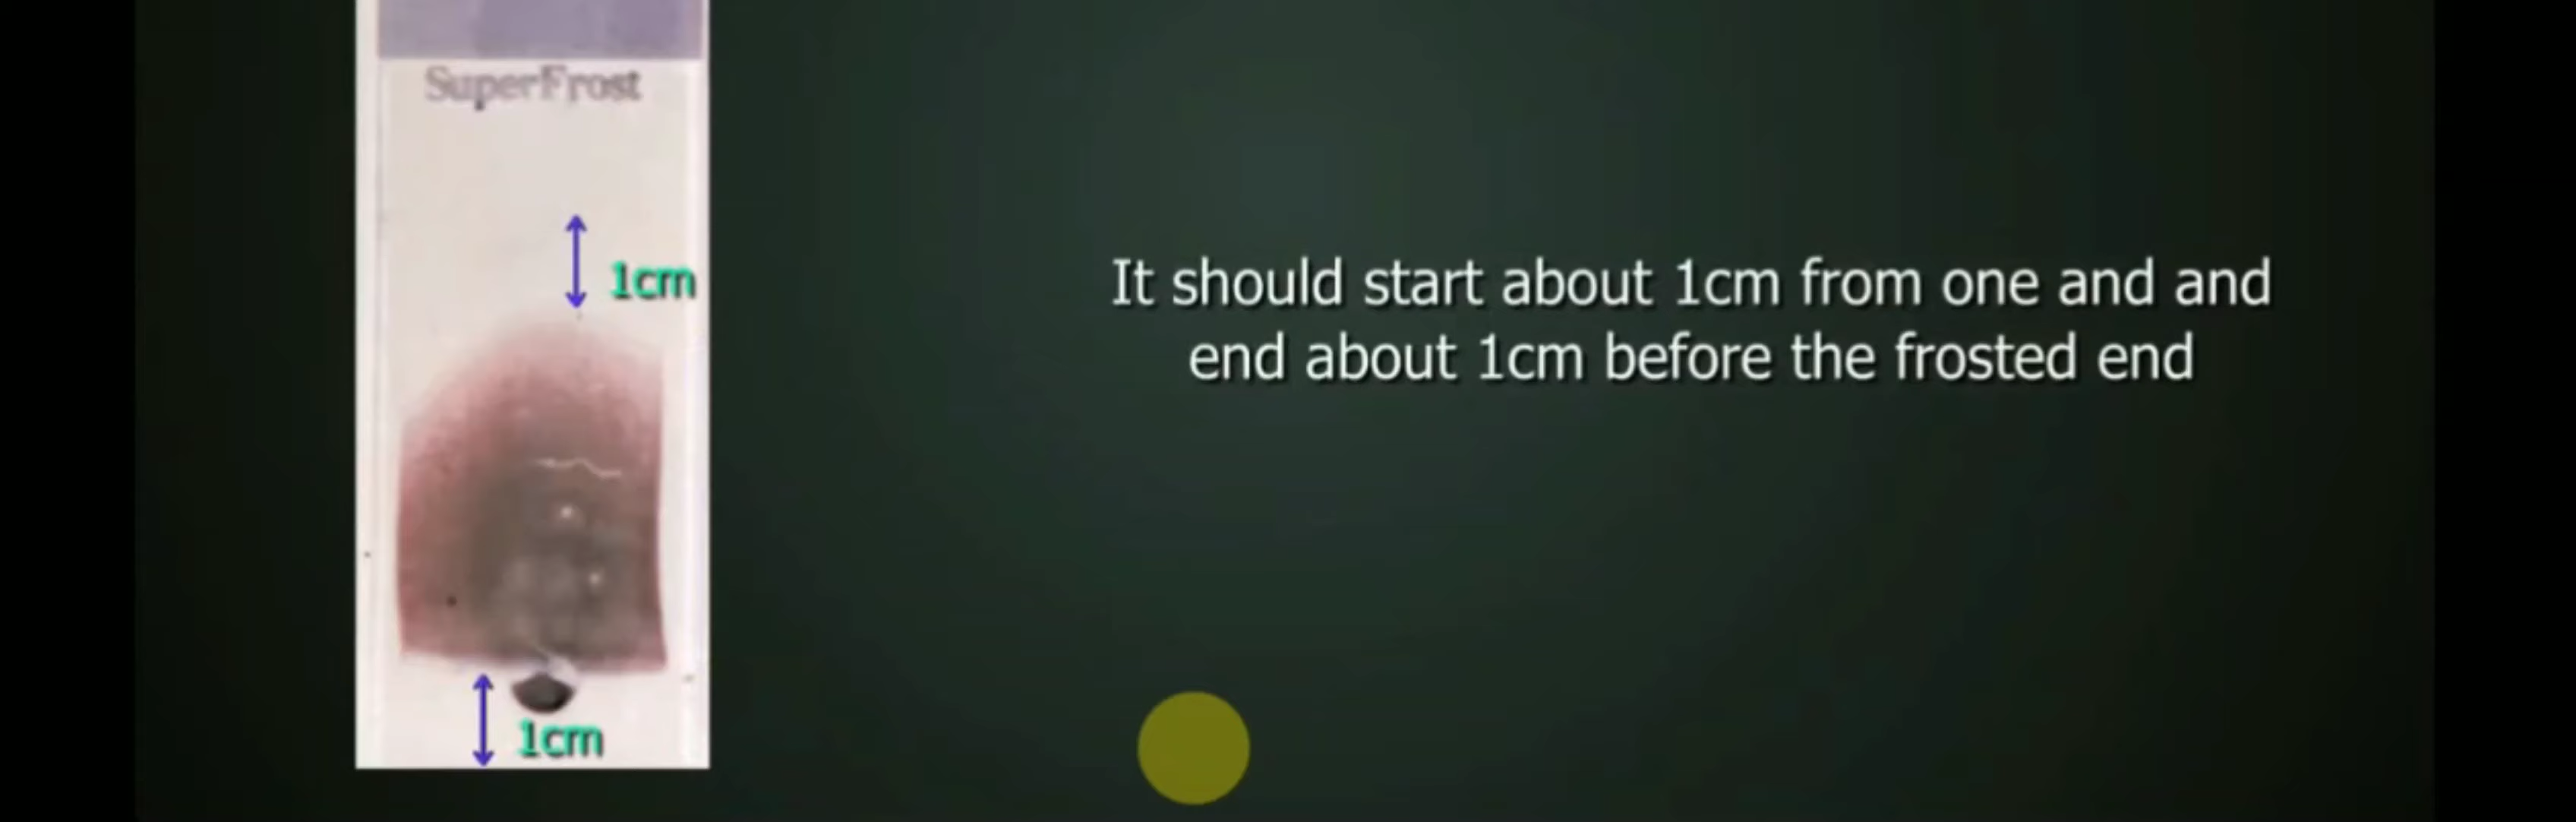 SuperFrost
1cm
It should start about 1cm from one and and
end about 1cm before the frosted end
1cm